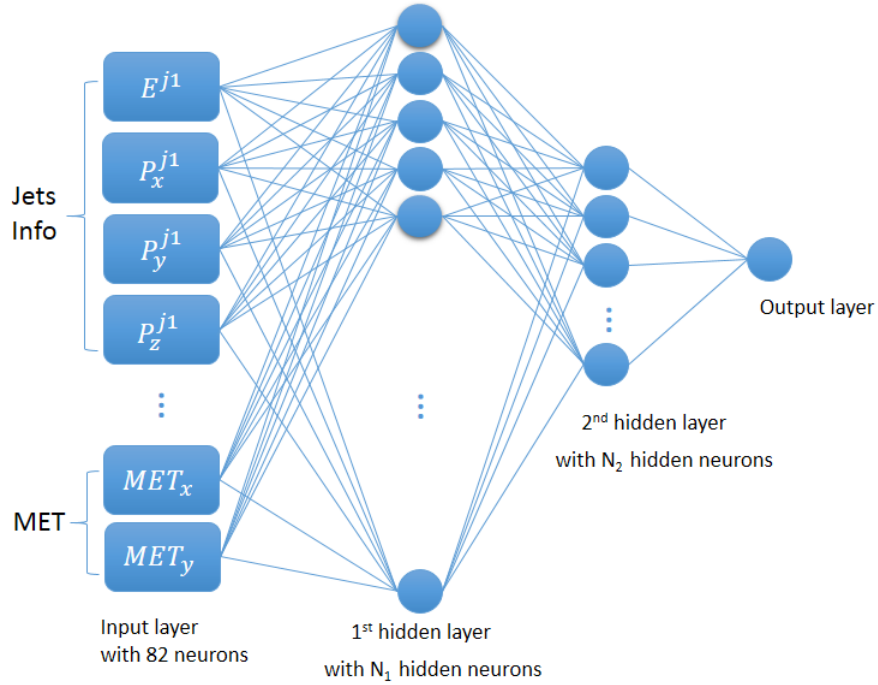 E^{j1}
P_x^{j1}
Jets
Info
P_y^{j1}
P_z^{j1}
Output layer
2nd hidden layer
with N2 hidden neurons
MET
MET_x
MET_y
Input layer
with 82 neurons
1st hidden layer
with N1 hidden neurons